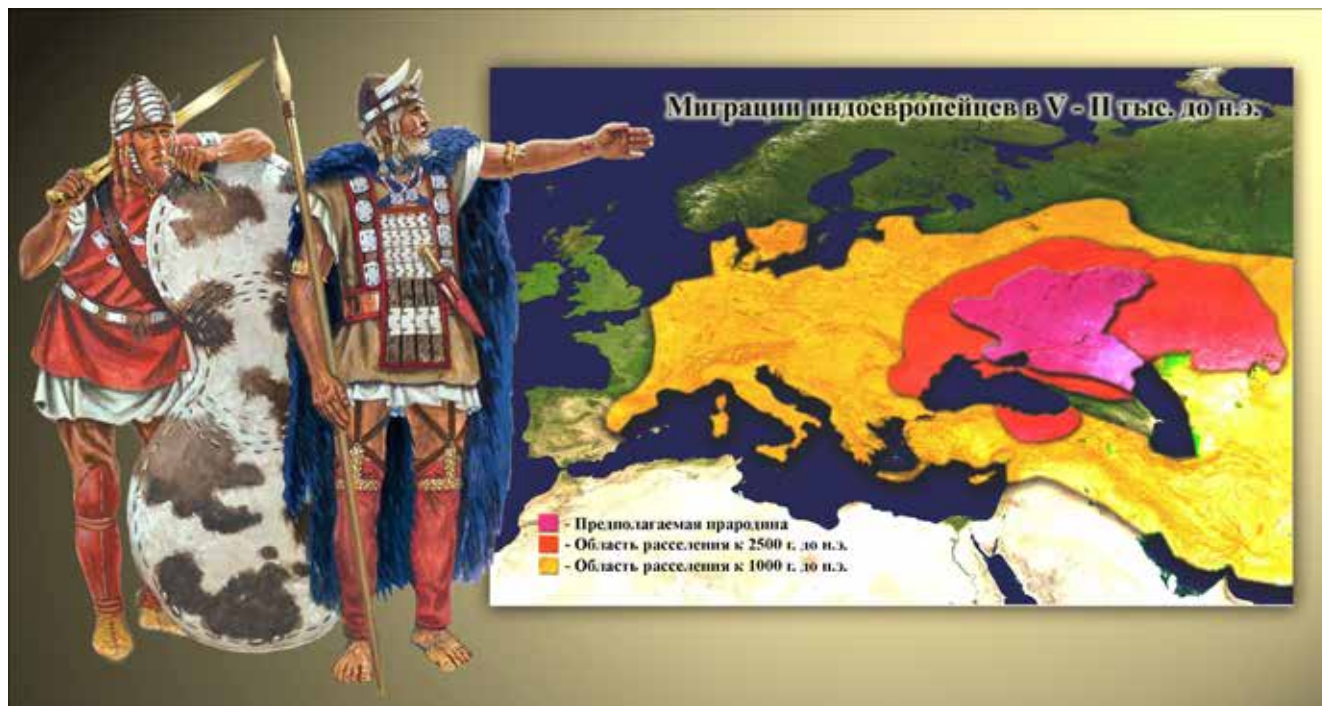 Миграции индоевропейцев в V - II тыс. до н.э.
- Предполагаемая прародина
- Область расселения к 2500 г. до н.э.
- Область расселения к 1000 г. до н.э.